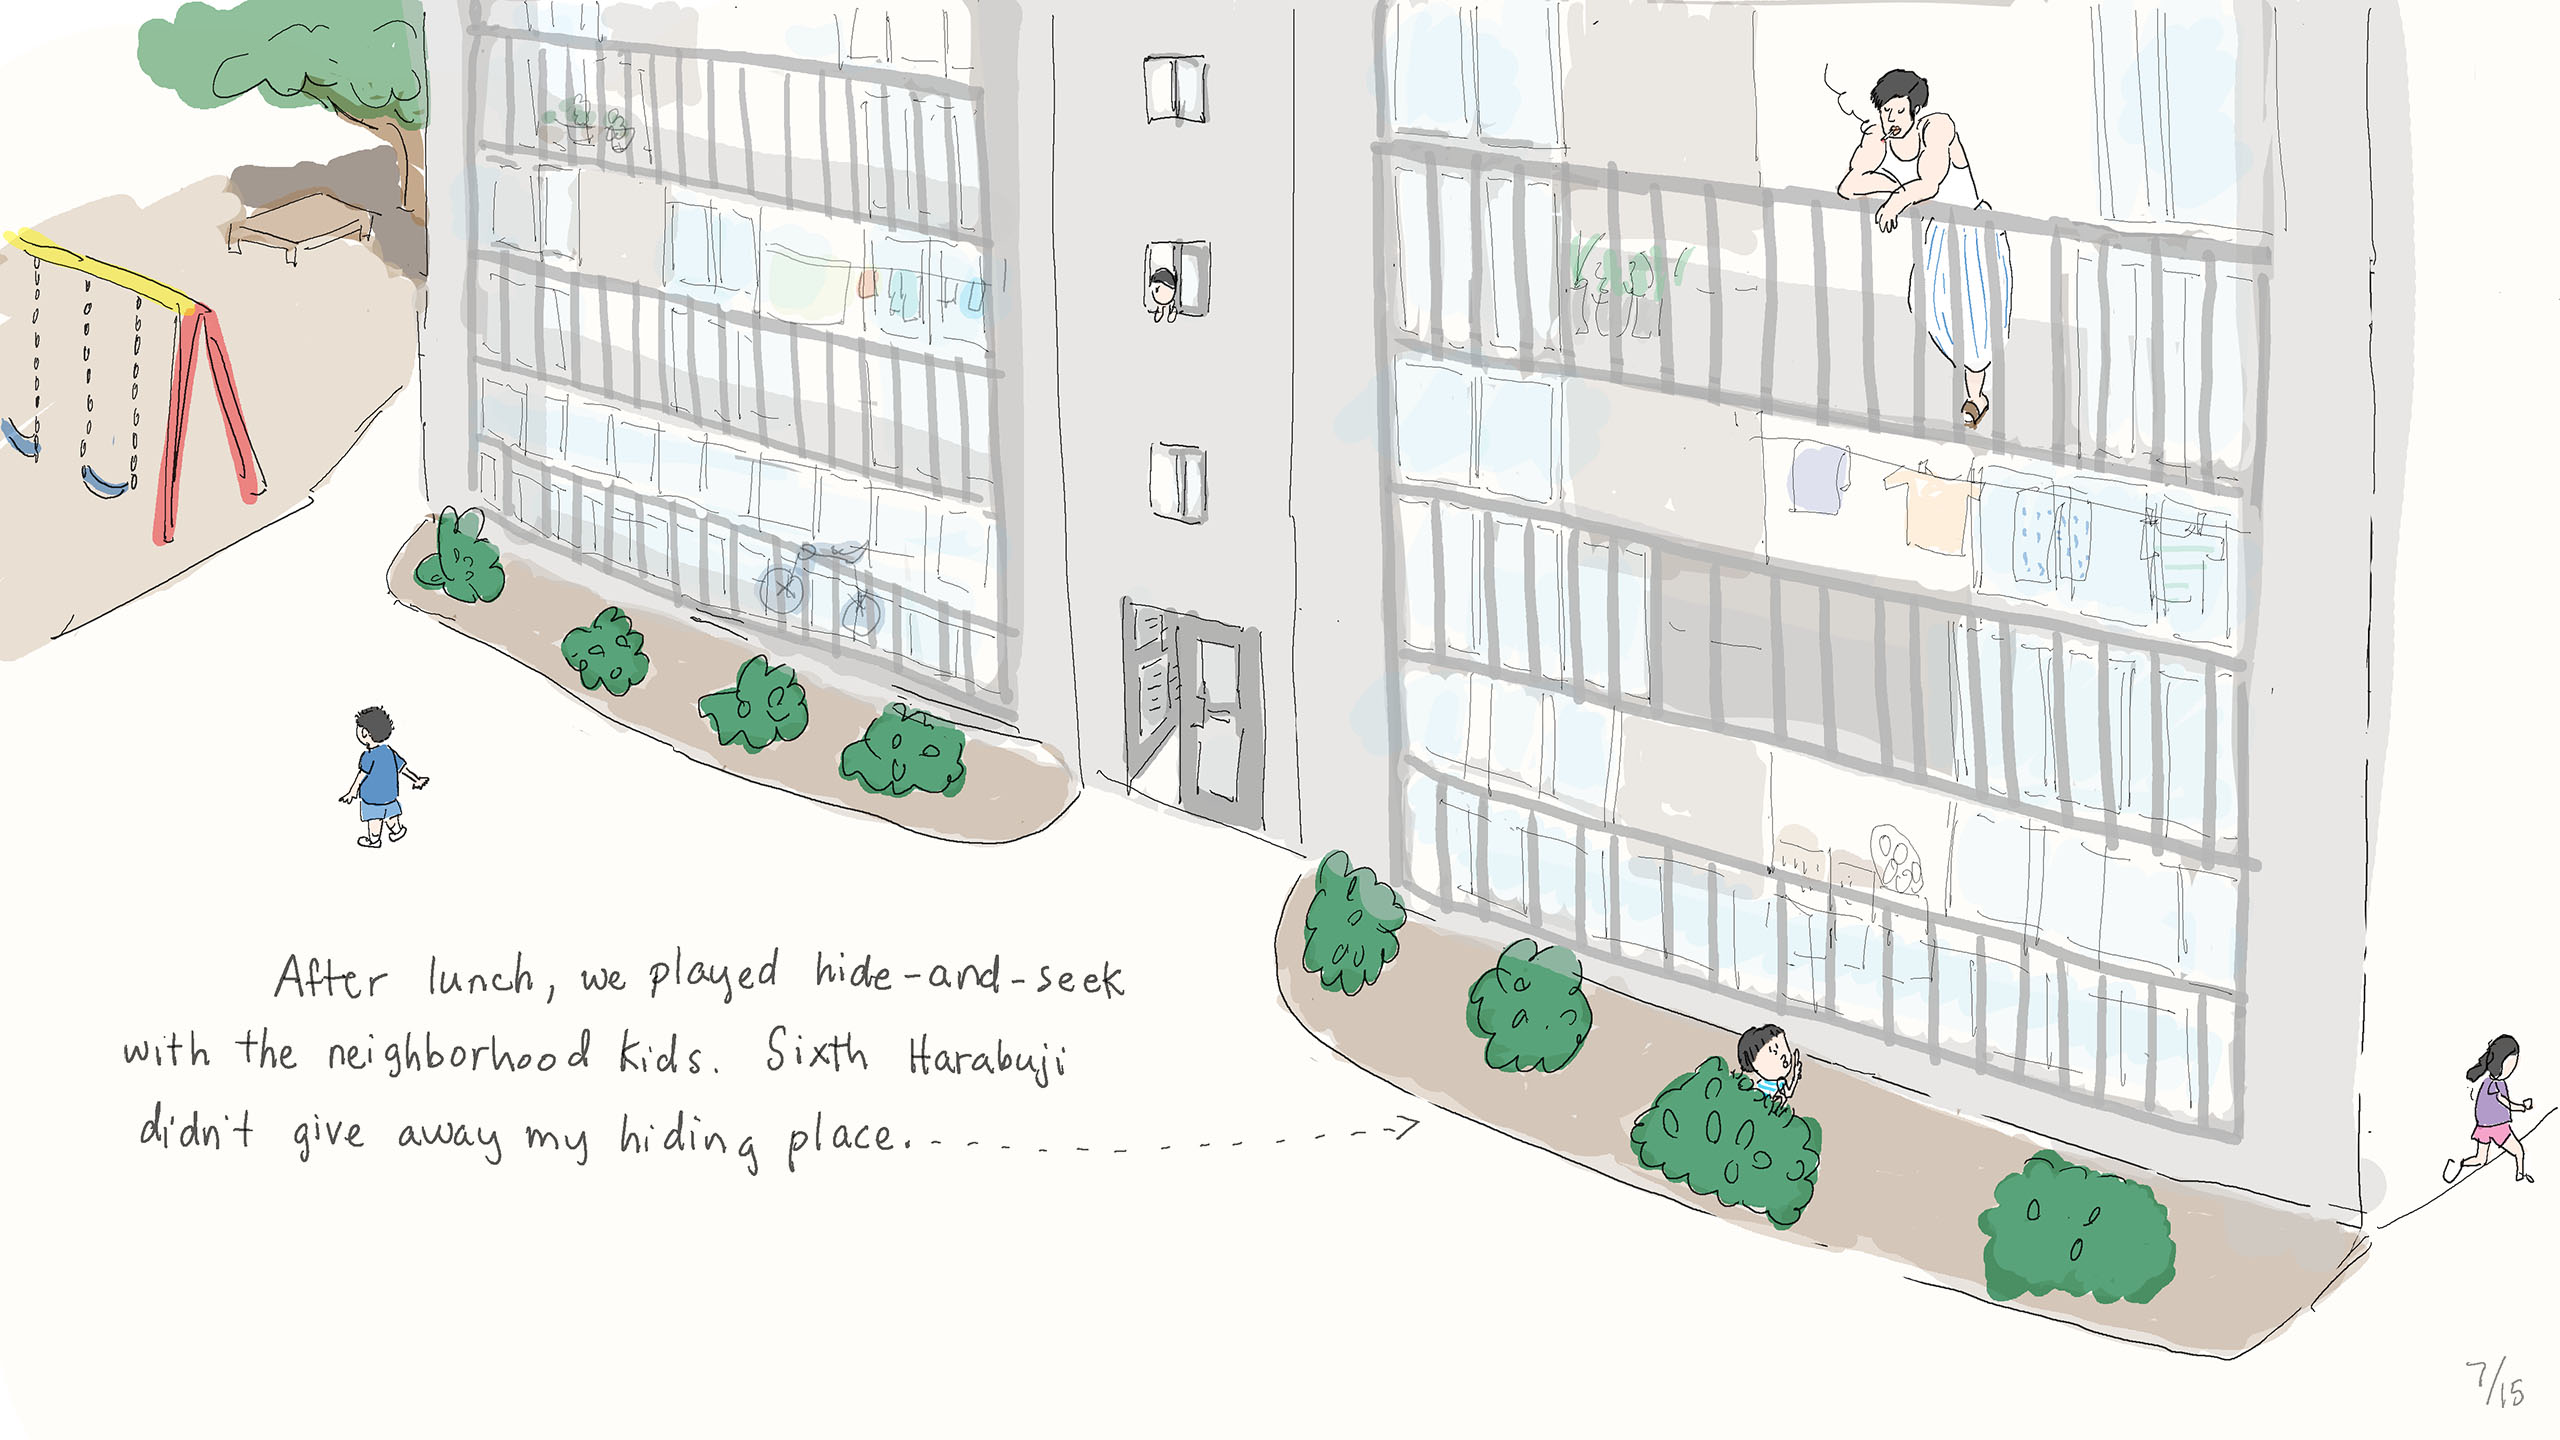 After lunch, we played hide-and-seek
with the neighborhood kids. Sixth Harabuji
didn't give away my hiding place.
7/15